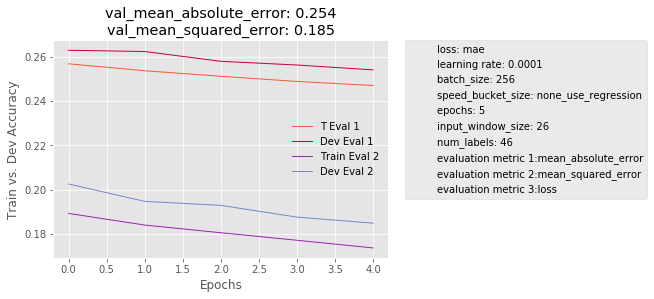 val_mean_absolute_error: 0.254
val_mean_squared_error: 0.185
Train vs. Dev Accuracy
0.26
0.24
0.22
0.20
0.18
T Eval 1
Dev Eval 1
Train Eval 2
Dev Eval 2
0.0 0.5 1.0 1.5 2.0 2.5 3.0 3.5 4.0
Epochs
loss: mae
learning rate: 0.0001
batch_size: 256
speed_bucket_size: none_use_regression
epochs: 5
input_window_size: 26
num_labels: 46
evaluation metric 1:mean_absolute_error
evaluation metric 2:mean_squared_error
evaluation metric 3:loss